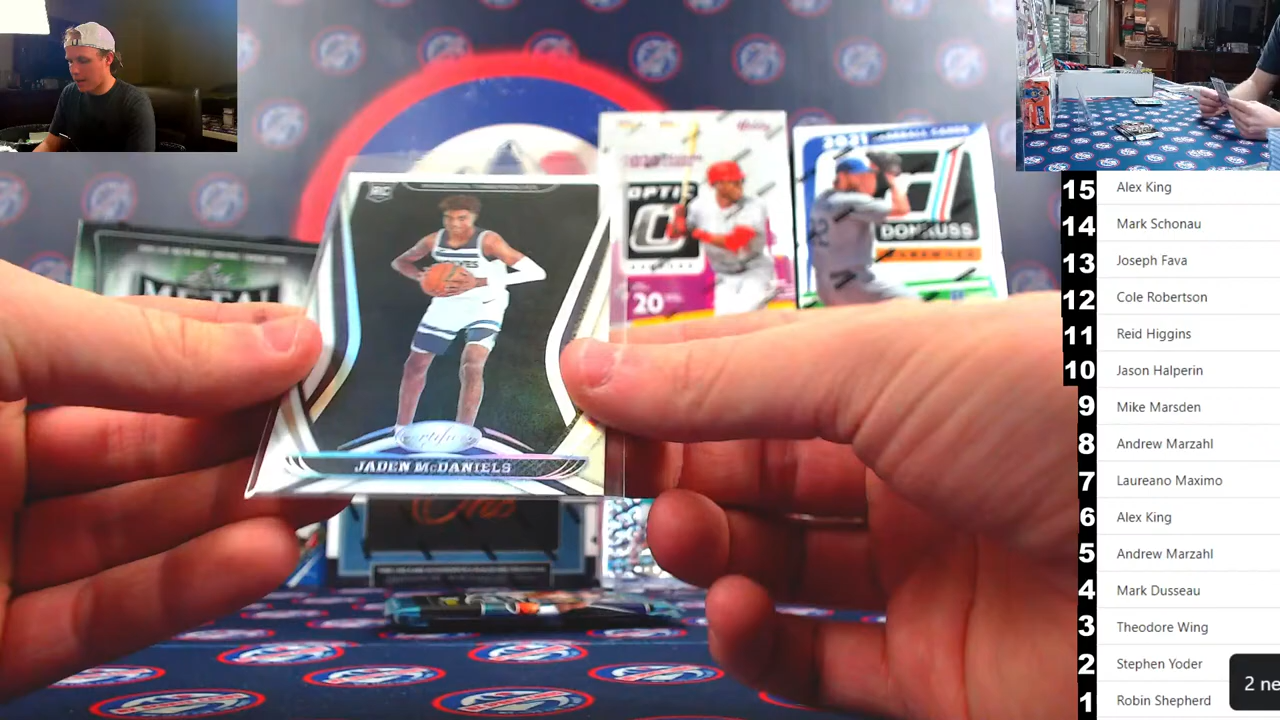 RC
JADEN McDANIELS
METAL
OPTIC
20
2021
DONRUSS
15 Alex King
14 Mark Schonau
13 Joseph Fava
12 Cole Robertson
11 Reid Higgins
10 Jason Halperin
9 Mike Marsden
8 Andrew Marzahl
7 Laureano Maximo
6 Alex King
5 Andrew Marzahl
4 Mark Dusseau
3 Theodore Wing
2 Stephen Yoder
1 Robin Shepherd
2 ne